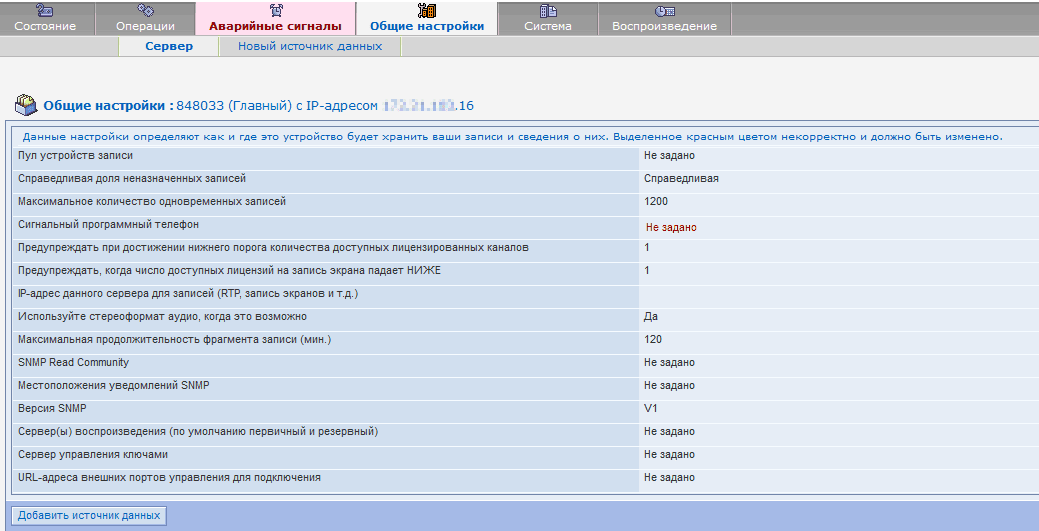 Состояние Операции Аварийные сигналы Общие настройки Система Воспроизведение
Сервер Новый источник данных
Общие настройки : 848033 (Главный) с IP-адресом .16
Данные настройки определяют как и где это устройство будет хранить ваши записи и сведения о них. Выделенное красным цветом некорректно и должно быть изменено.
Пул устройств записи Не задано
Справедливая доля неназначенных записей Справедливая
Максимальное количество одновременных записей 1200
Сигнальный программный телефон Не задано
Предупреждать при достижении нижнего порога количества доступных лицензированных каналов 1
Предупреждать, когда число доступных лицензий на запись экрана падает НИЖЕ 1
IP-адрес данного сервера для записей (RTP, запись экранов и т.д.)
Используйте стереоформат аудио, когда это возможно Да
Максимальная продолжительность фрагмента записи (мин.) 120
SNMP Read Community Не задано
Местоположения уведомлений SNMP Не задано
Версия SNMP V1
Сервер(ы) воспроизведения (по умолчанию первичный и резервный) Не задано
Сервер управления ключами Не задано
URL-адреса внешних портов управления для подключения Не задано
Добавить источник данных